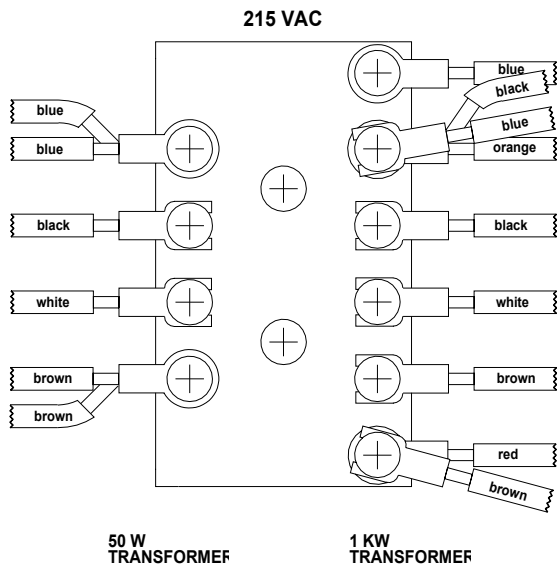 215 VAC
blue
blue
black
white
brown
brown
blue
black
blue
orange
black
white
brown
red
brown
50 W
TRANSFORMER
1 KW
TRANSFORMER